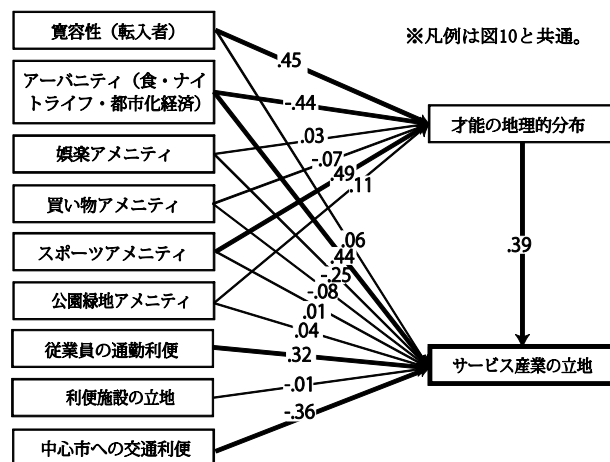 寛容性（転入者）
※凡例は図10と共通。
.45
アーバニティ（食・ナイ
トライフ・都市化経済）
-.44
才能の地理的分布
.03
娯楽アメニティ
-.07
.49
.11
買い物アメニティ
.06
スポーツアメニティ
.44
.39
-.25
-.08
公園緑地アメニティ
.01
.04
従業員の通勤利便
.32
サービス産業の立地
利便施設の立地
-.01
-.36
中心市への交通利便